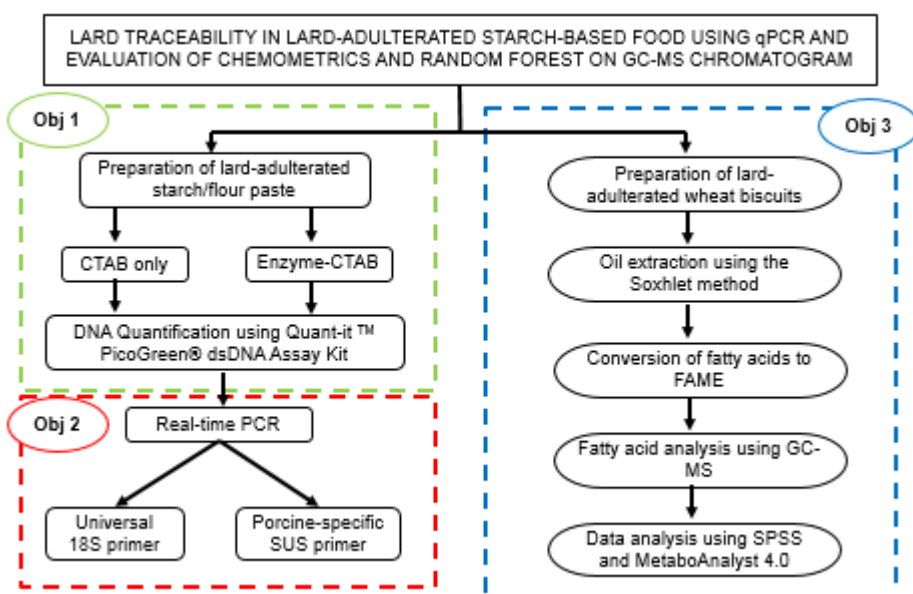 LARD TRACEABILITY IN LARD-ADULTERATED STARCH-BASED FOOD USING qPCR AND
EVALUATION OF CHEMOMETRICS AND RANDOM FOREST ON GC-MS CHROMATOGRAM
Obj 1
Preparation of lard-adulterated
starch/flour paste
CTAB only
Enzyme-CTAB
DNA Quantification using Quant-it ™
PicoGreen® dsDNA Assay Kit
Obj 2
Real-time PCR
Universal
18S primer
Porcine-specific
SUS primer
Obj 3
Preparation of lard-
adulterated wheat biscuits
Oil extraction using the
Soxhlet method
Conversion of fatty acids to
FAME
Fatty acid analysis using GC-
MS
Data analysis using SPSS
and MetaboAnalyst 4.0